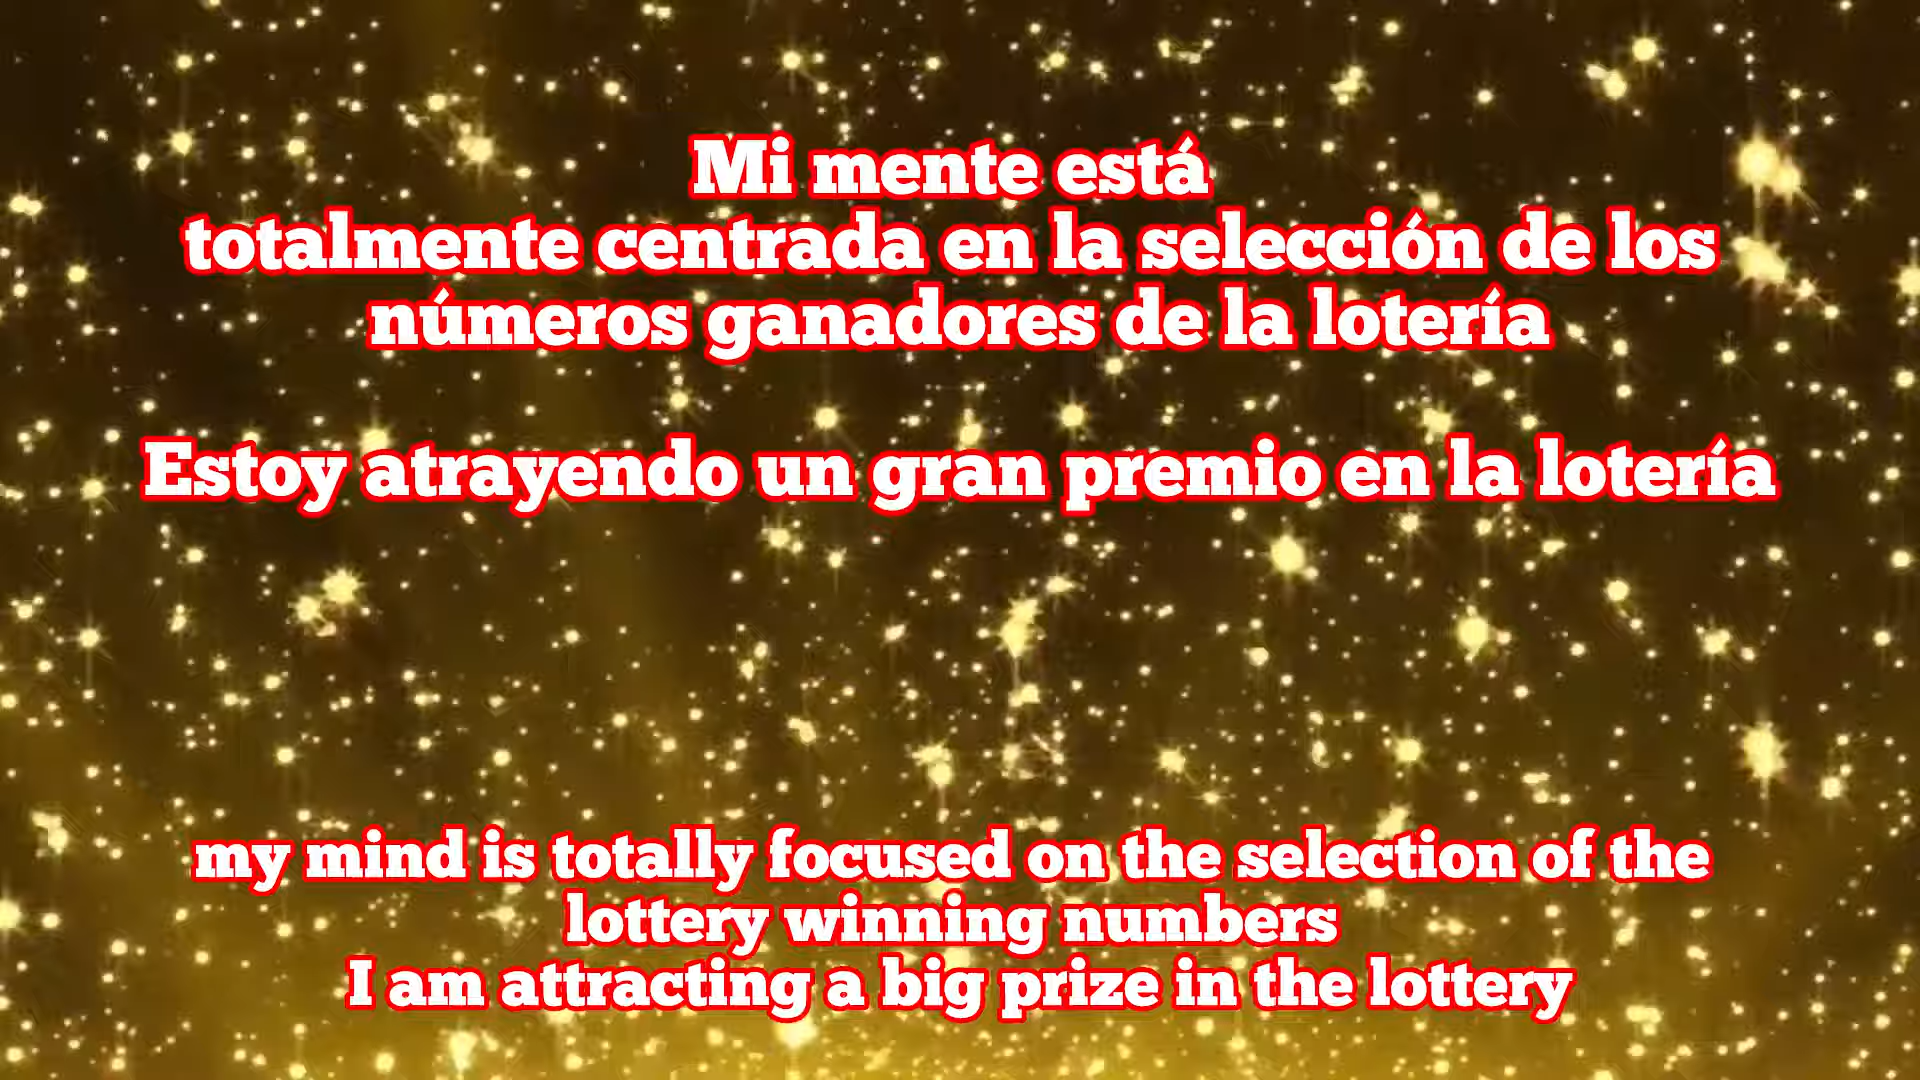 Mi mente está
totalmente centrada en la selección de los
números ganadores de la lotería
Estoy atrayendo un gran premio en la lotería
my mind is totally focused on the selection of the
lottery winning numbers
I am attracting a big prize in the lottery